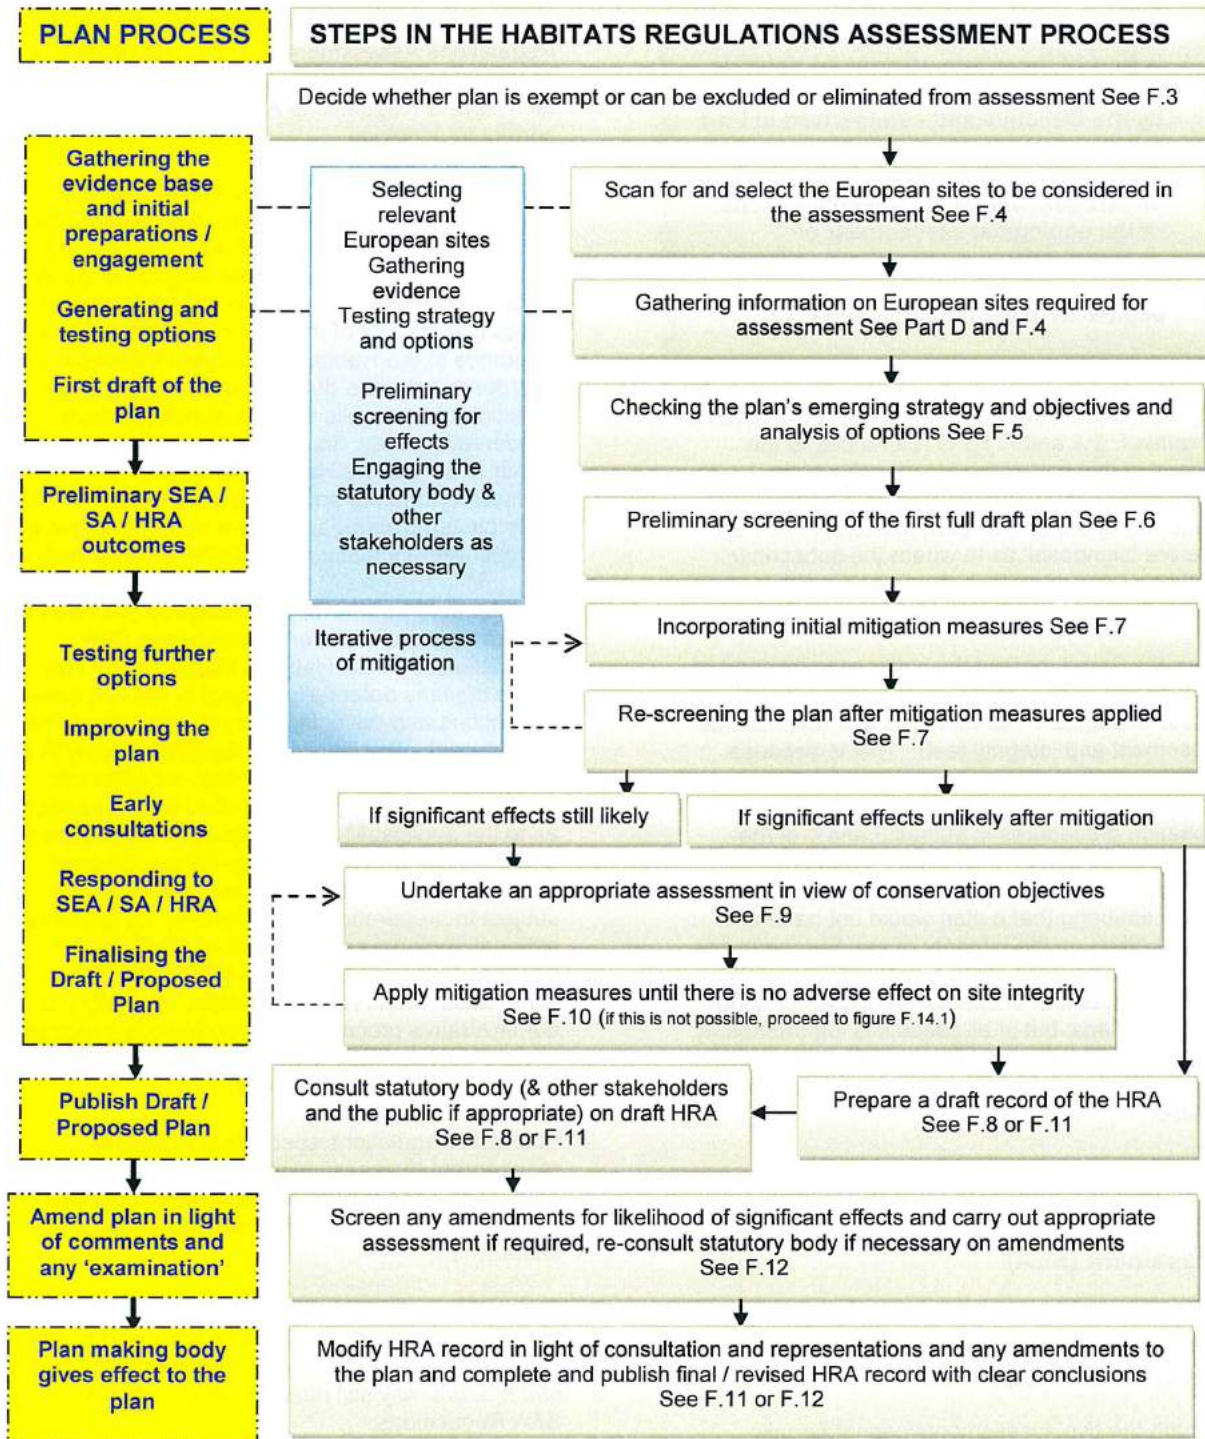 PLAN PROCESS
STEPS IN THE HABITATS REGULATIONS ASSESSMENT PROCESS
Decide whether plan is exempt or can be excluded or eliminated from assessment See F.3
Gathering the
evidence base
and initial
preparations /
engagement
Generating and
testing options
First draft of the
plan
Selecting
relevant
European sites
Gathering
evidence
Testing strategy
and options
Preliminary
screening for
effects
Engaging the
statutory body &
other
stakeholders as
necessary
Scan for and select the European sites to be considered in
the assessment See F.4
Gathering information on European sites required for
assessment See Part D and F.4
Checking the plan's emerging strategy and objectives and
analysis of options See F.5
Preliminary SEA /
SA / HRA
outcomes
Preliminary screening of the first full draft plan See F.6
Testing further
options
Improving the
plan
Early
consultations
Responding to
SEA / SA / HRA
Finalising the
Draft / Proposed
Plan
Iterative process
of mitigation
Incorporating initial mitigation measures See F.7
Re-screening the plan after mitigation measures applied
See F.7
If significant effects still likely
If significant effects unlikely after mitigation
Undertake an appropriate assessment in view of conservation objectives
See F.9
Apply mitigation measures until there is no adverse effect on site integrity
See F.10 (if this is not possible, proceed to figure F.14.1)
Publish Draft /
Proposed Plan
Consult statutory body (& other stakeholders
and the public if appropriate) on draft HRA
See F.8 or F.11
Prepare a draft record of the HRA
See F.8 or F.11
Amend plan in light
of comments and
any 'examination'
Screen any amendments for likelihood of significant effects and carry out appropriate
assessment if required, re-consult statutory body if necessary on amendments
See F.12
Plan making body
gives effect to the
plan
Modify HRA record in light of consultation and representations and any amendments to
the plan and complete and publish final / revised HRA record with clear conclusions
See F.11 or F.12